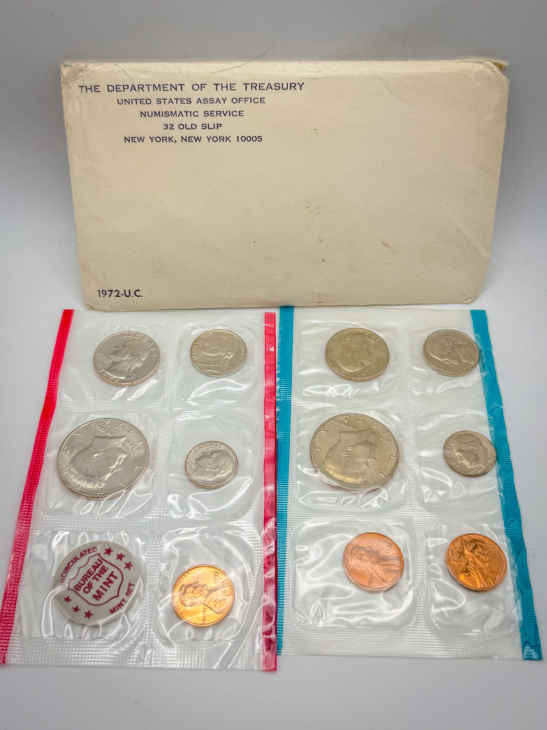 THE DEPARTMENT OF THE TREASURY
UNITED STATES ASSAY OFFICE
NUMISMATIC SERVICE
32 OLD SLIP
NEW YORK, NEW YORK 10005
1972-U.C.
UNCIRCULATED
BUREAU
OF THE
MINT
MINT SET